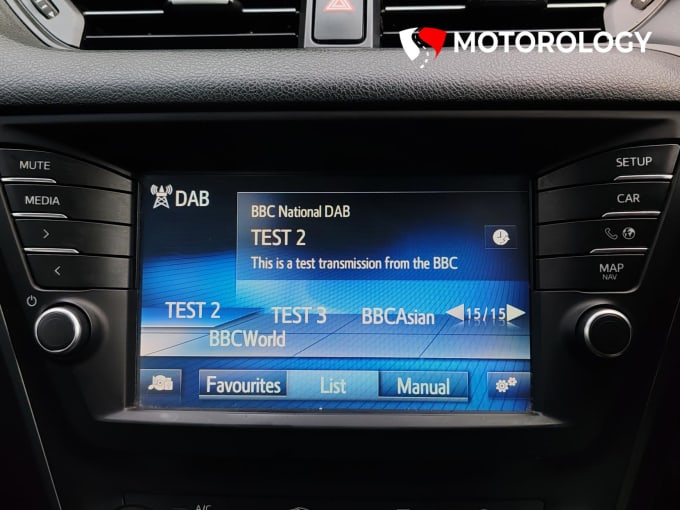 MOTOROLOGY
MUTE
MEDIA
SETUP
CAR
MAP
NAV
DAB
BBC National DAB
TEST 2
This is a test transmission from the BBC
TEST 2 TEST 3 BBCAsian 15/15
BBCWorld
Favourites List Manual
A/C